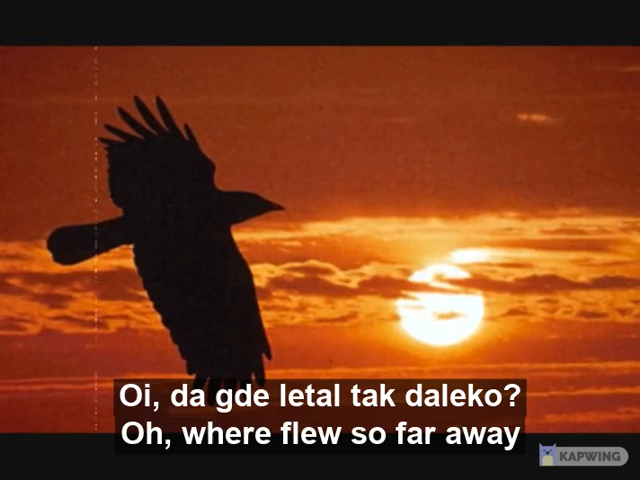 Oi, da gde letal tak daleko?
Oh, where flew so far away
KAPWING